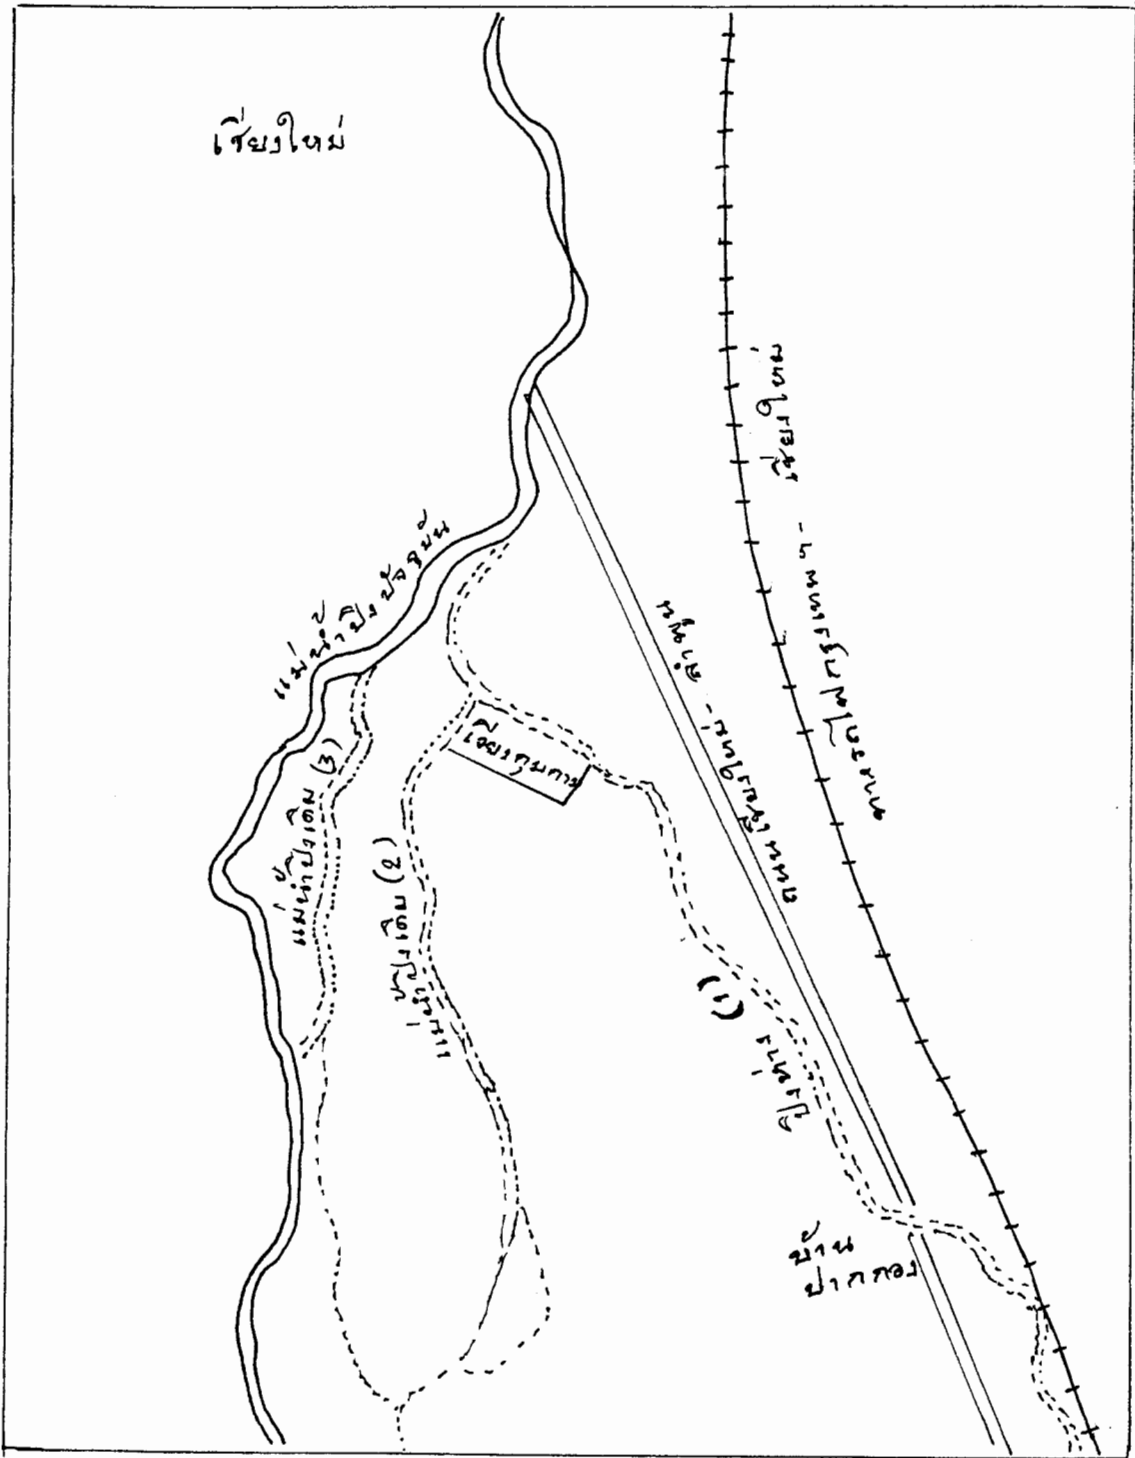 เชียงใหม่
แม่น้ำปิงปัจจุบัน
ทางรถไฟกรุงเทพฯ - เชียงใหม่
ถนนเชียงใหม่ - ลำพูน
เวียงกุมกาม
แม่น้ำปิงเดิม (3)
แม่น้ำปิงเดิม (2)
ปิงห่าง (1)
บ้าน
ปากกอง